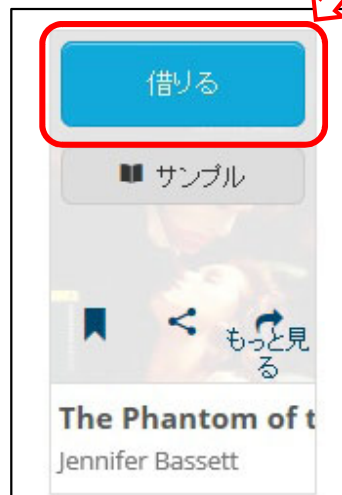 借りる
サンプル
もっと見
る
The Phantom of t
Jennifer Bassett